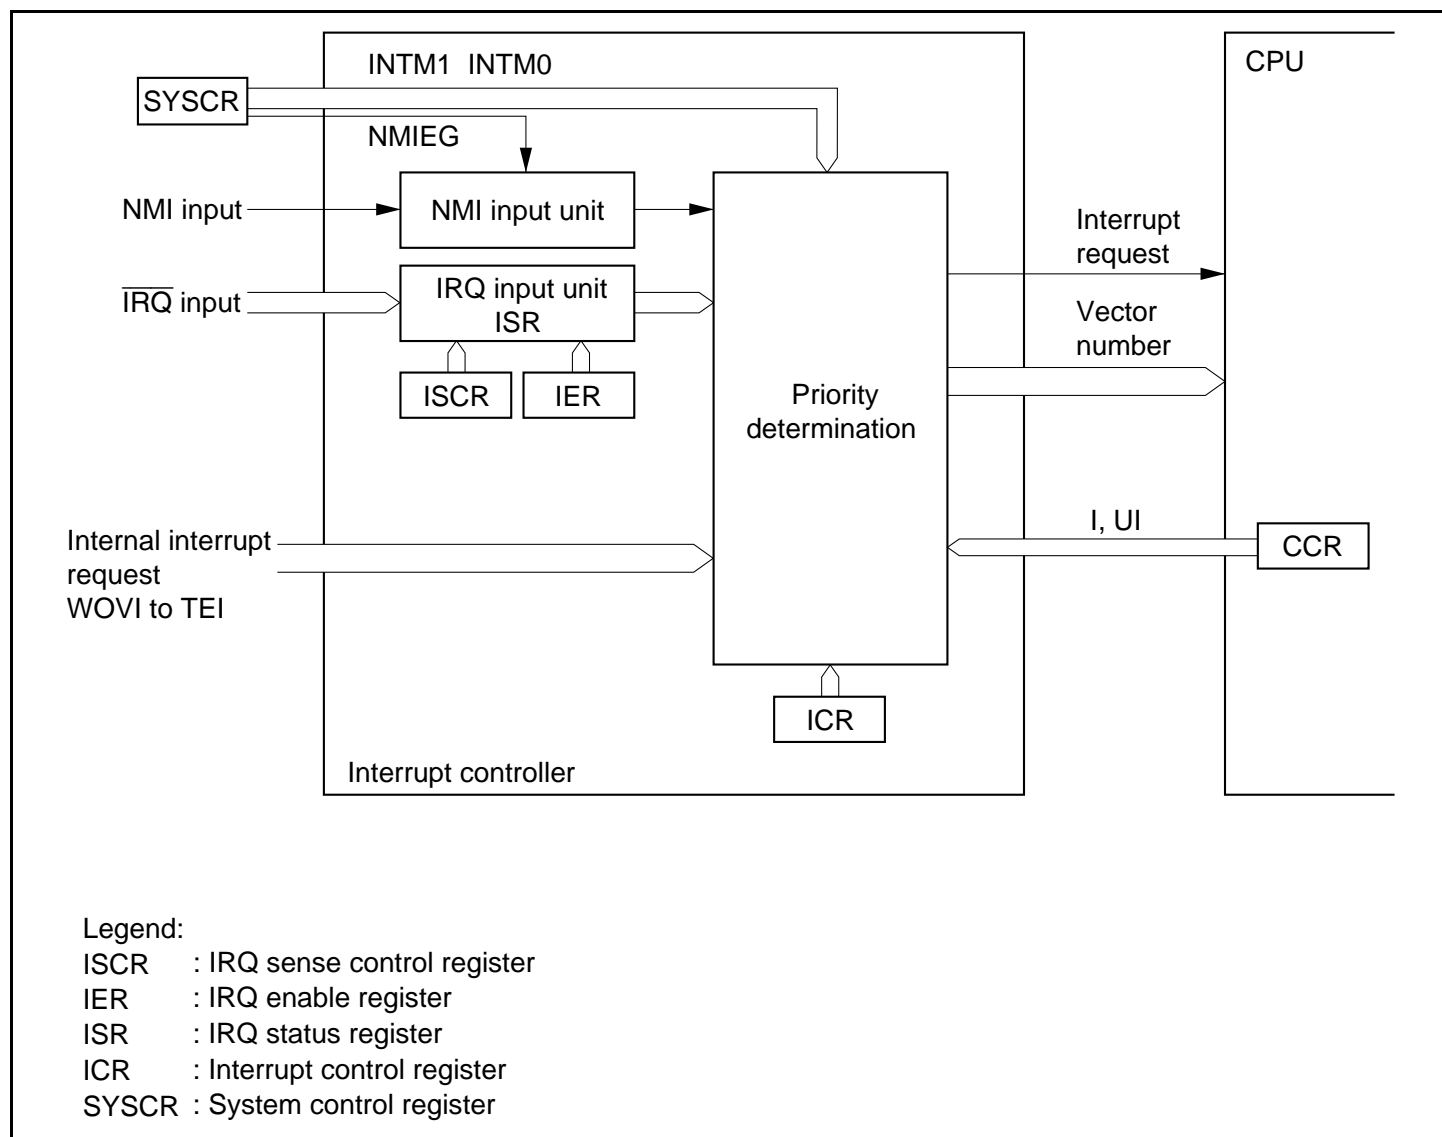 INTM1 INTM0
CPU
SYSCR
NMIEG
NMI input
NMI input unit
Interrupt
request
IRQ input
IRQ input unit
ISR
Vector
number
ISCR
IER
Priority
determination
Internal interrupt
request
WOVI to TEI
I, UI
CCR
ICR
Interrupt controller
Legend:
ISCR : IRQ sense control register
IER : IRQ enable register
ISR : IRQ status register
ICR : Interrupt control register
SYSCR : System control register